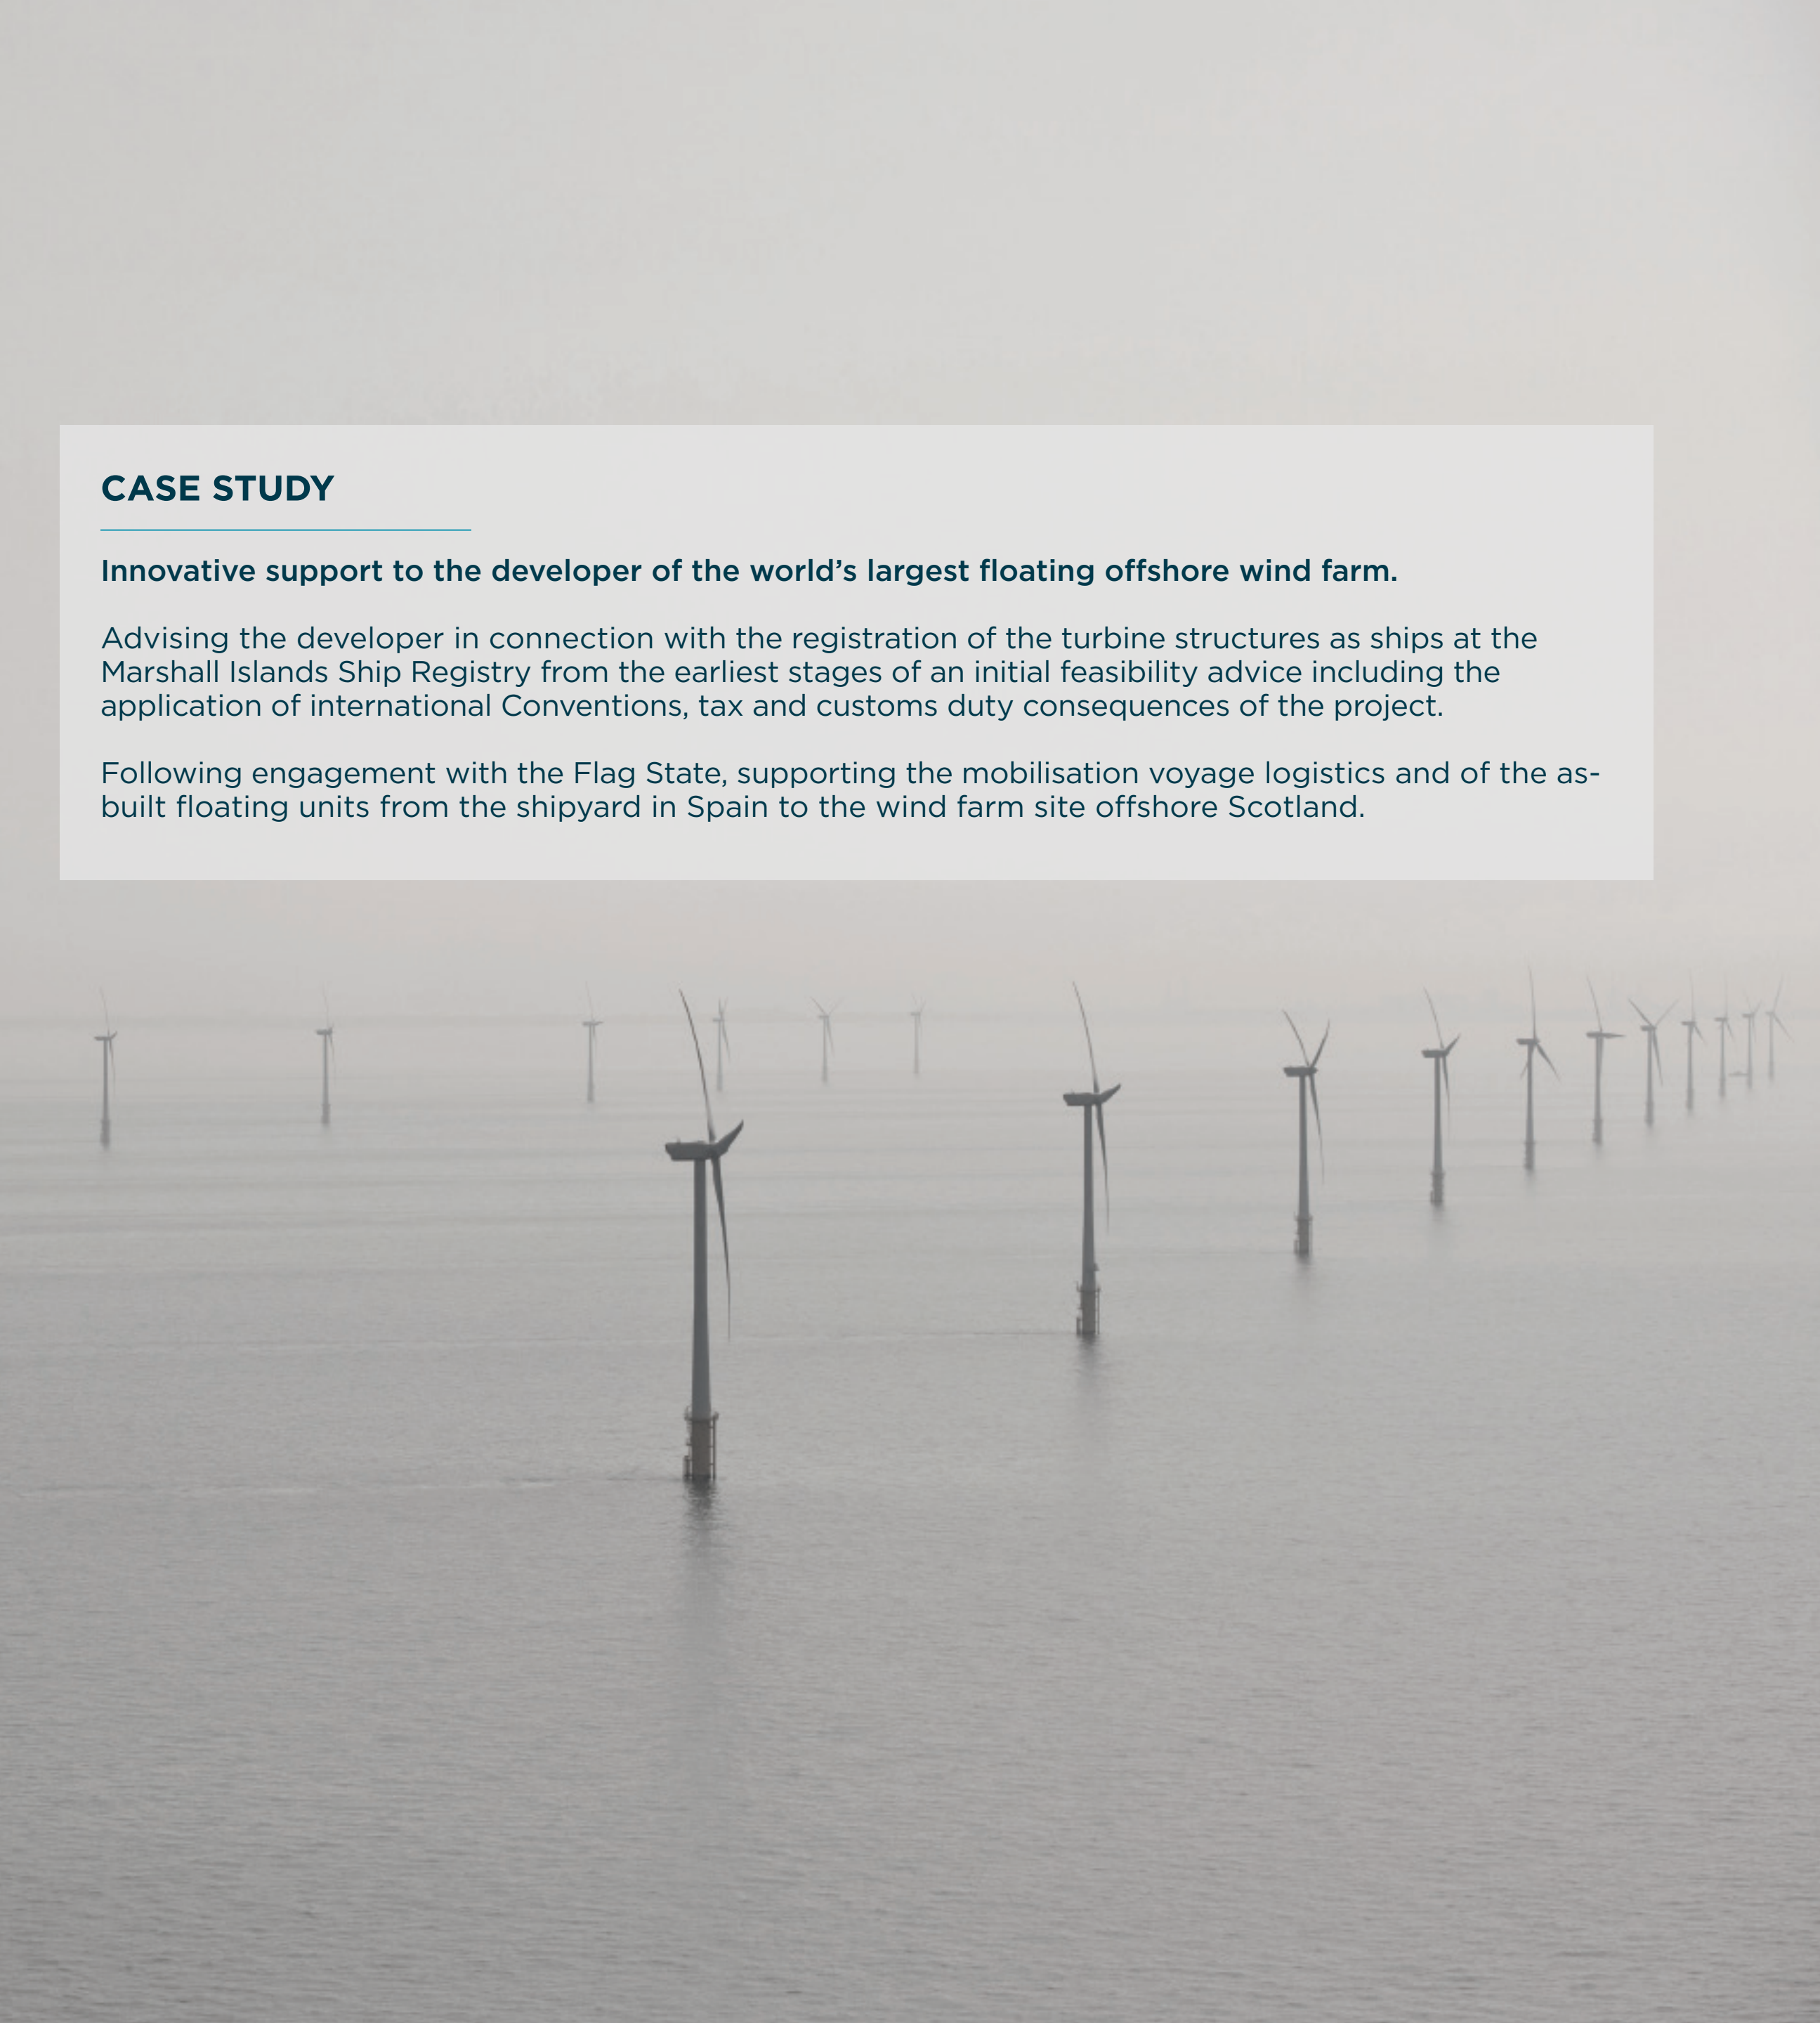 CASE STUDY
Innovative support to the developer of the world’s largest floating offshore wind farm.
Advising the developer in connection with the registration of the turbine structures as ships at the
Marshall Islands Ship Registry from the earliest stages of an initial feasibility advice including the
application of international Conventions, tax and customs duty consequences of the project.
Following engagement with the Flag State, supporting the mobilisation voyage logistics and of the as-
built floating units from the shipyard in Spain to the wind farm site offshore Scotland.